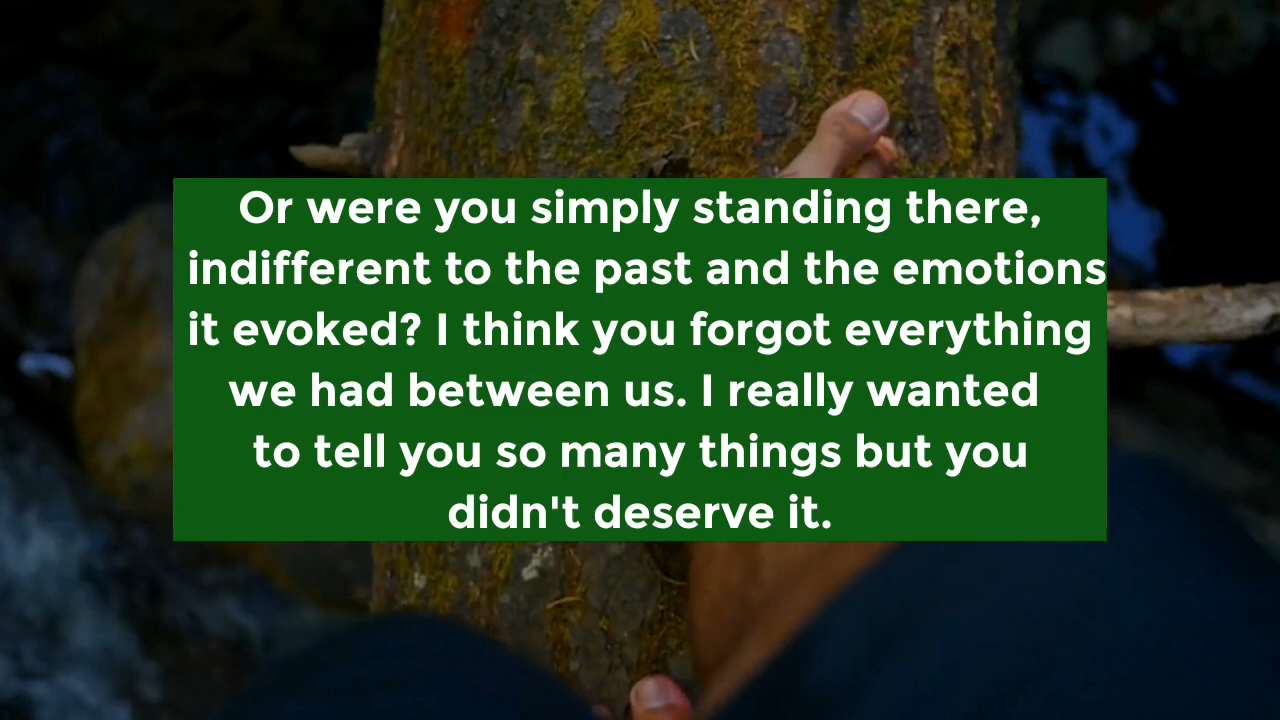 Or were you simply standing there,
indifferent to the past and the emotions
it evoked? I think you forgot everything
we had between us. I really wanted
to tell you so many things but you
didn't deserve it.